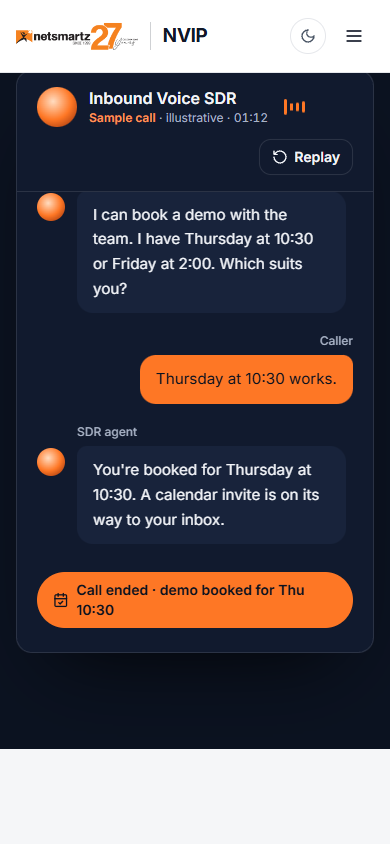 netsmartz
27
NVIP
Inbound Voice SDR
Sample call · illustrative · 01:12
Replay
I can book a demo with the
team. I have Thursday at 10:30
or Friday at 2:00. Which suits
you?
Caller
Thursday at 10:30 works.
SDR agent
You're booked for Thursday at
10:30. A calendar invite is on its
way to your inbox.
Call ended · demo booked for Thu
10:30